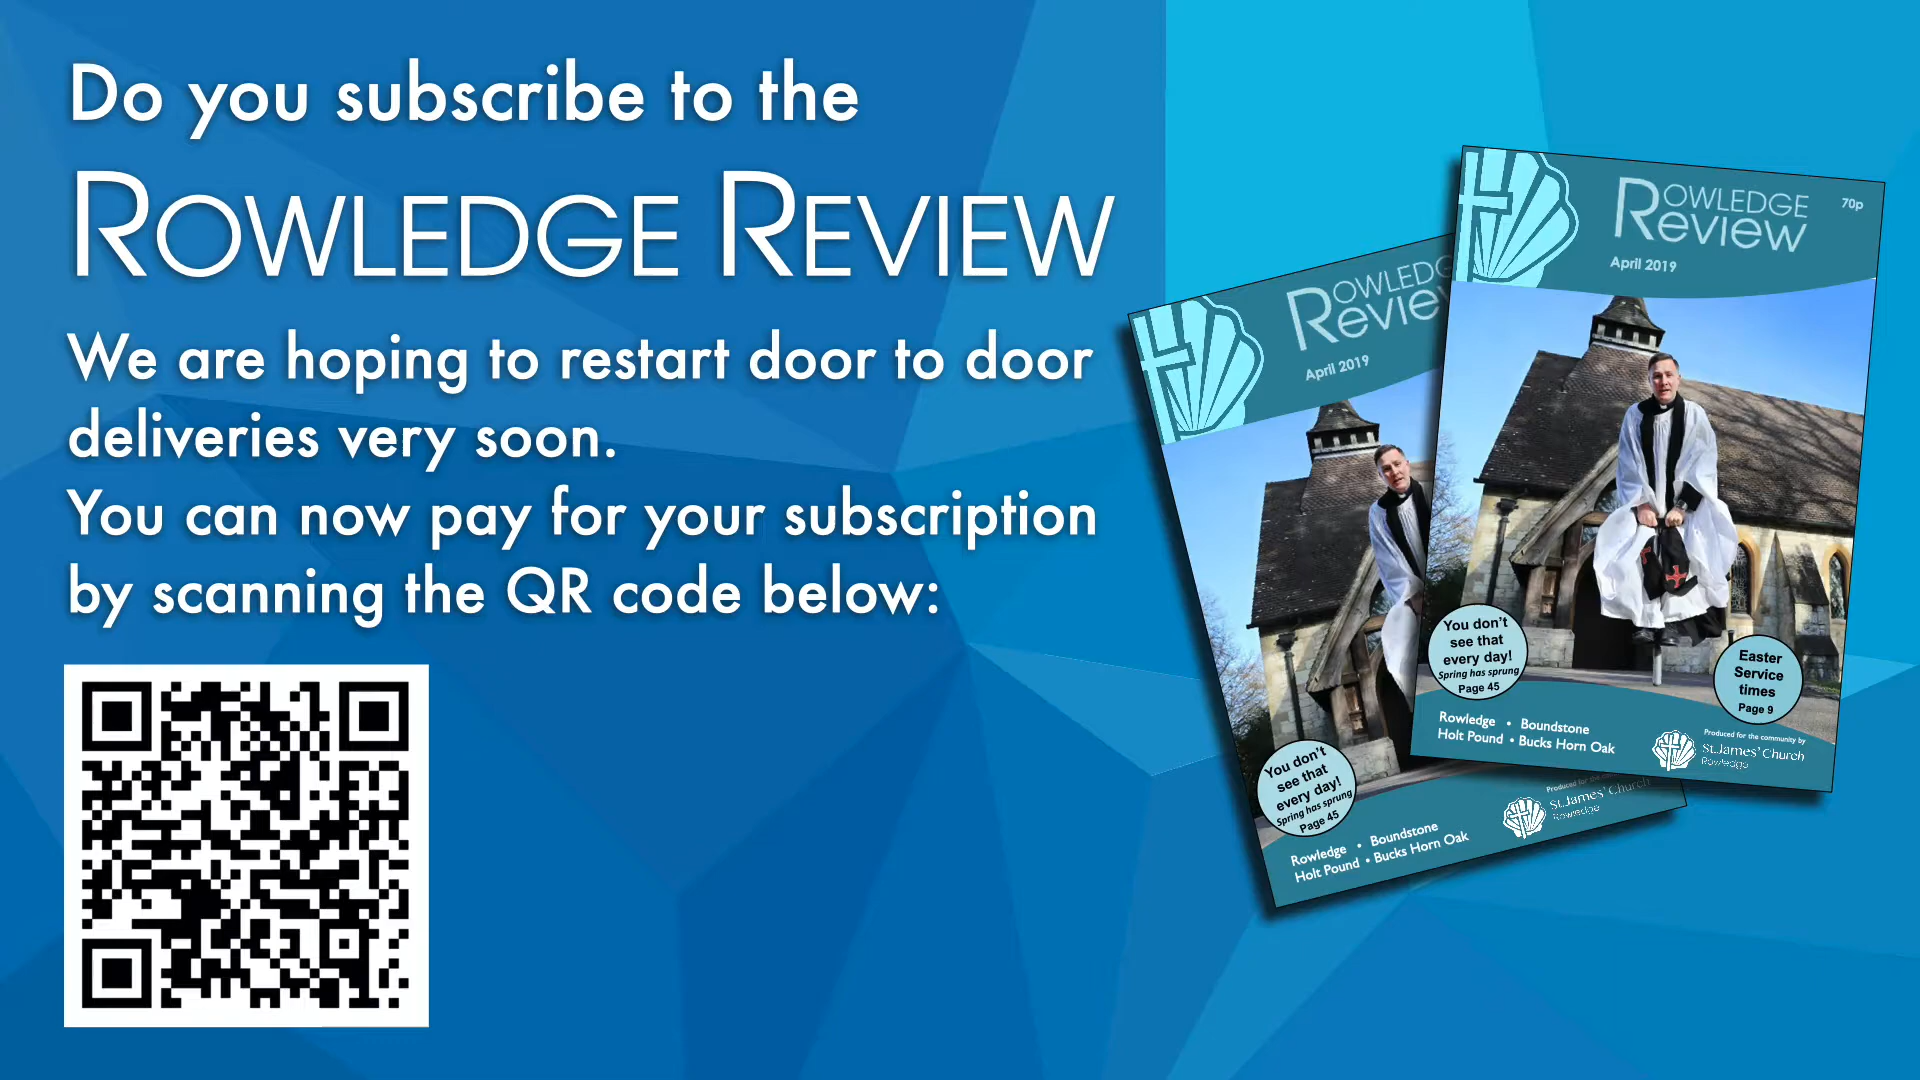 Do you subscribe to the
ROWLEDGE REVIEW
We are hoping to restart door to door
deliveries very soon.
You can now pay for your subscription
by scanning the QR code below:
ROWLEDGE
Review
70p
April 2019
You don't
see that
every day!
Spring has sprung
Page 45
Easter
Service
times
Page 9
Rowledge • Boundstone
Holt Pound • Bucks Horn Oak
Produced for the community by
St.James' Church
Rowledge
ROWLEDG
Revie
April 2019
You don't
see that
every day!
Spring has sprung
Page 45
Rowledge • Boundstone
Holt Pound • Bucks Horn Oak
Produced for the
St.James' Church
Rowledge